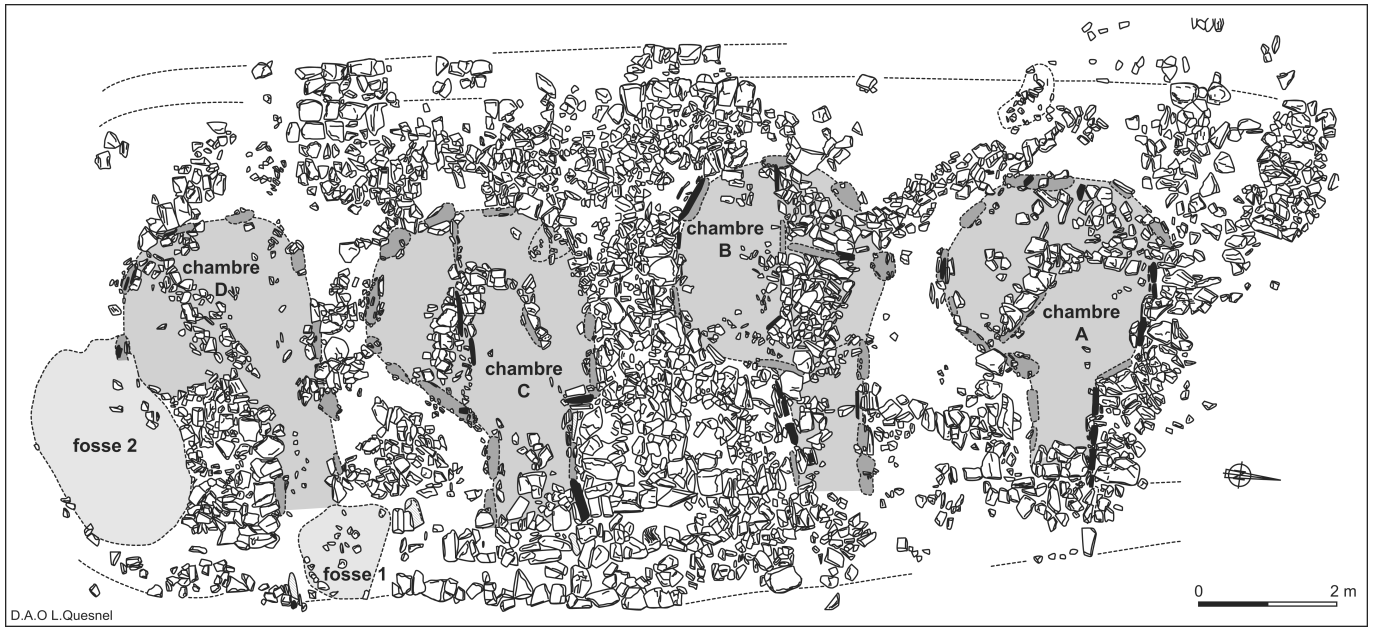 chambre
B
chambre
D
chambre
A
chambre
C
fosse 2
fosse 1
0 2 m
D.A.O L.Quesnel